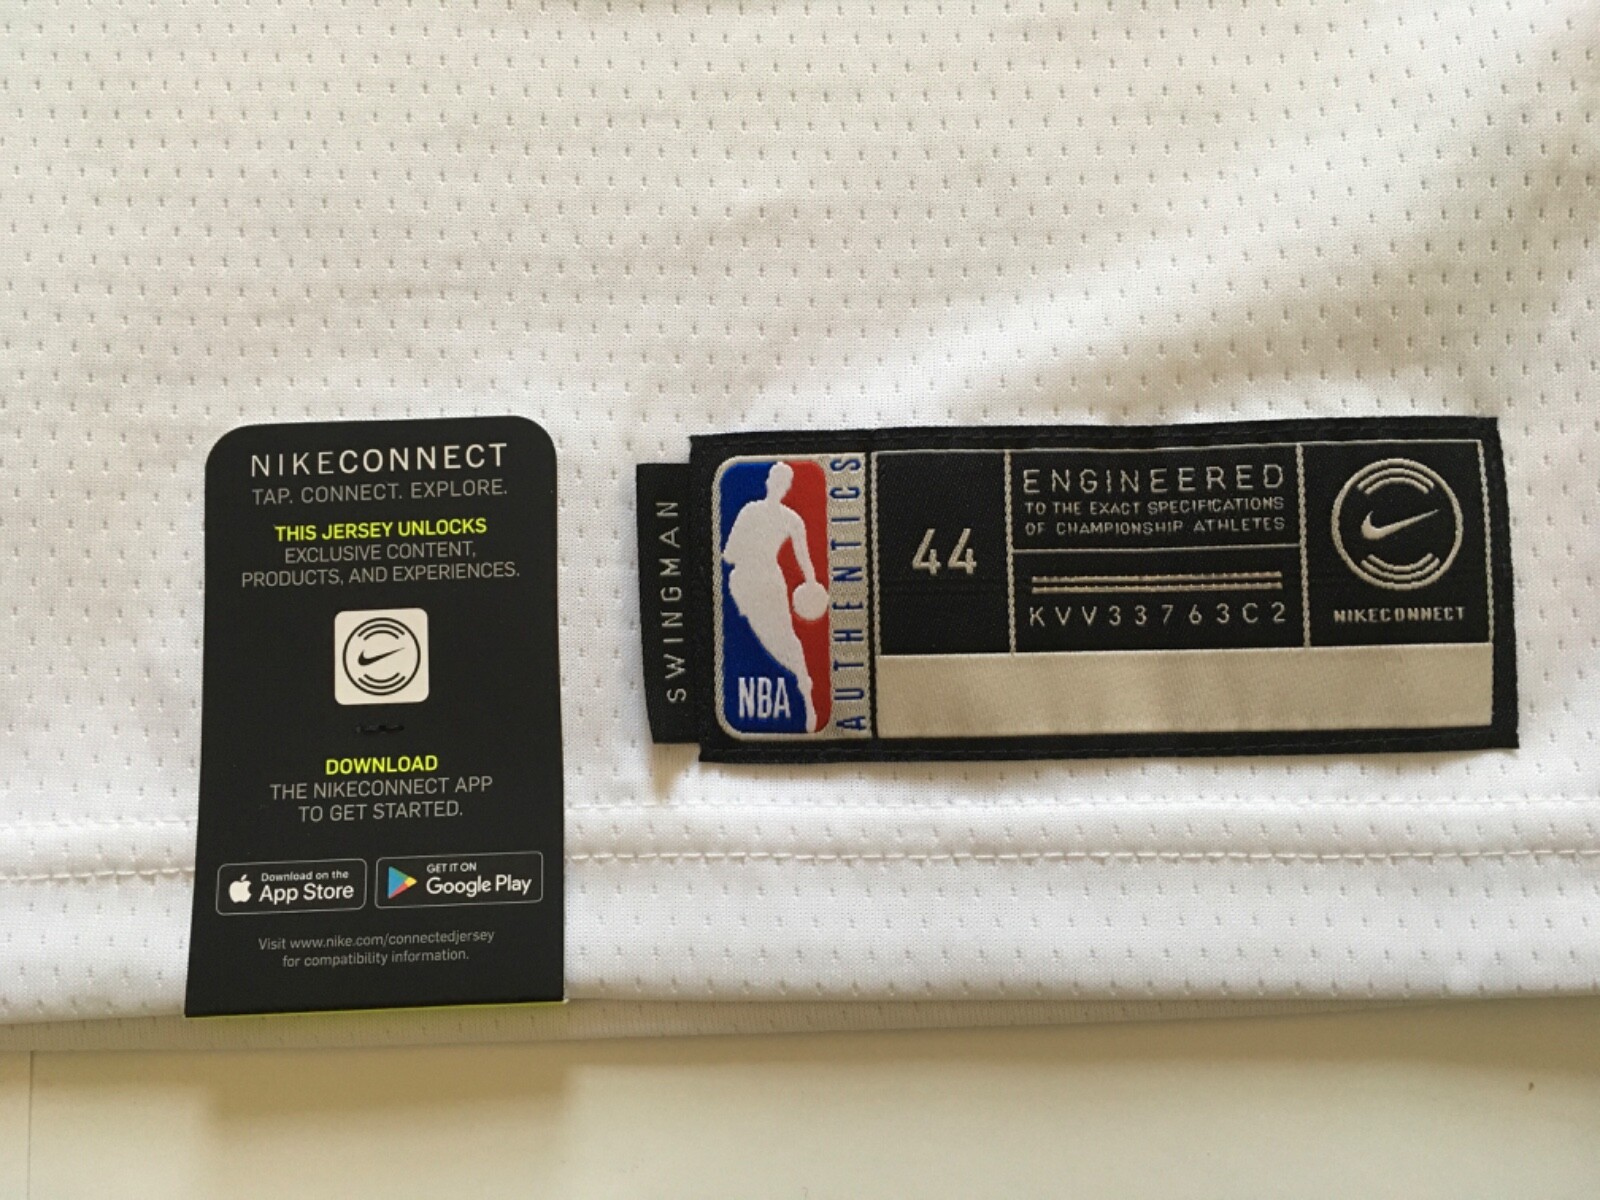 NIKECONNECT
TAP. CONNECT. EXPLORE.
THIS JERSEY UNLOCKS
EXCLUSIVE CONTENT,
PRODUCTS, AND EXPERIENCES.
DOWNLOAD
THE NIKECONNECT APP
TO GET STARTED.
Download on the
App Store
GET IT ON
Google Play
Visit www.nike.com/connectedjersey
for compatibility information.
SWINGMAN
NBA
AUTHENTICS
44
ENGINEERED
TO THE EXACT SPECIFICATIONS
OF CHAMPIONSHIP ATHLETES
KVV33763C2
NIKECONNECT